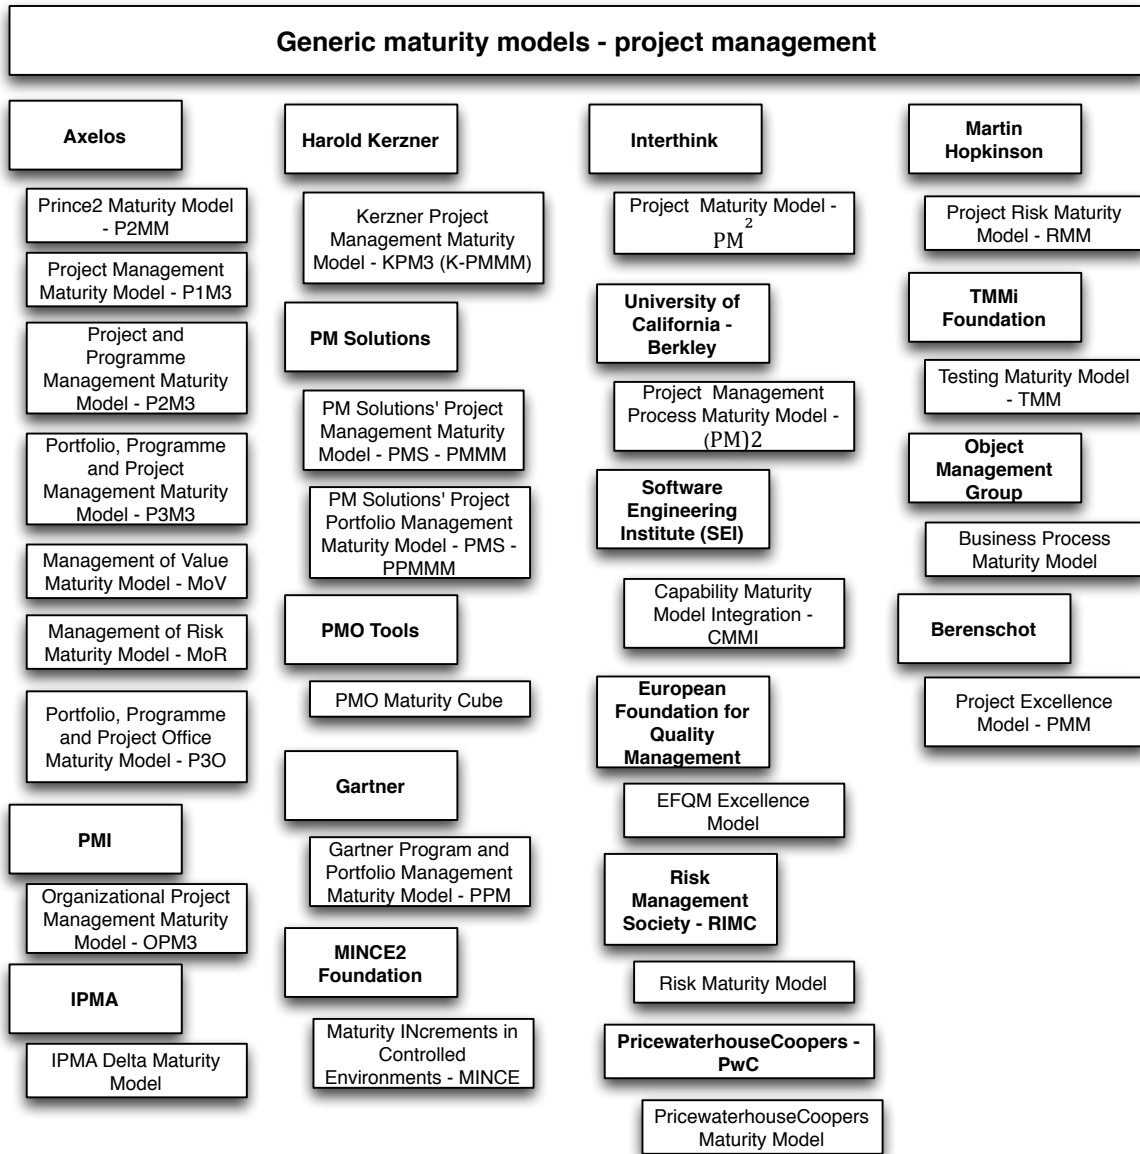 Generic maturity models - project management
Axelos
Prince2 Maturity Model
- P2MM
Project Management
Maturity Model - P1M3
Project and
Programme
Management Maturity
Model - P2M3
Portfolio, Programme
and Project
Management Maturity
Model - P3M3
Management of Value
Maturity Model - MoV
Management of Risk
Maturity Model - MoR
Portfolio, Programme
and Project Office
Maturity Model - P3O
PMI
Organizational Project
Management Maturity
Model - OPM3
IPMA
IPMA Delta Maturity
Model
Harold Kerzner
Kerzner Project
Management Maturity
Model - KPM3 (K-PMMM)
PM Solutions
PM Solutions' Project
Management Maturity
Model - PMS - PMMM
PM Solutions' Project
Portfolio Management
Maturity Model - PMS -
PPMMM
PMO Tools
PMO Maturity Cube
Gartner
Gartner Program and
Portfolio Management
Maturity Model - PPM
MINCE2
Foundation
Maturity INcrements in
Controlled
Environments - MINCE
Interthink
Project Maturity Model -
PM²
University of
California -
Berkley
Project Management
Process Maturity Model -
(PM)2
Software
Engineering
Institute (SEI)
Capability Maturity
Model Integration -
CMMI
European
Foundation for
Quality
Management
EFQM Excellence
Model
Risk
Management
Society - RIMC
Risk Maturity Model
PricewaterhouseCoopers -
PwC
PricewaterhouseCoopers
Maturity Model
Martin
Hopkinson
Project Risk Maturity
Model - RMM
TMMi
Foundation
Testing Maturity Model
- TMM
Object
Management
Group
Business Process
Maturity Model
Berenschot
Project Excellence
Model - PMM